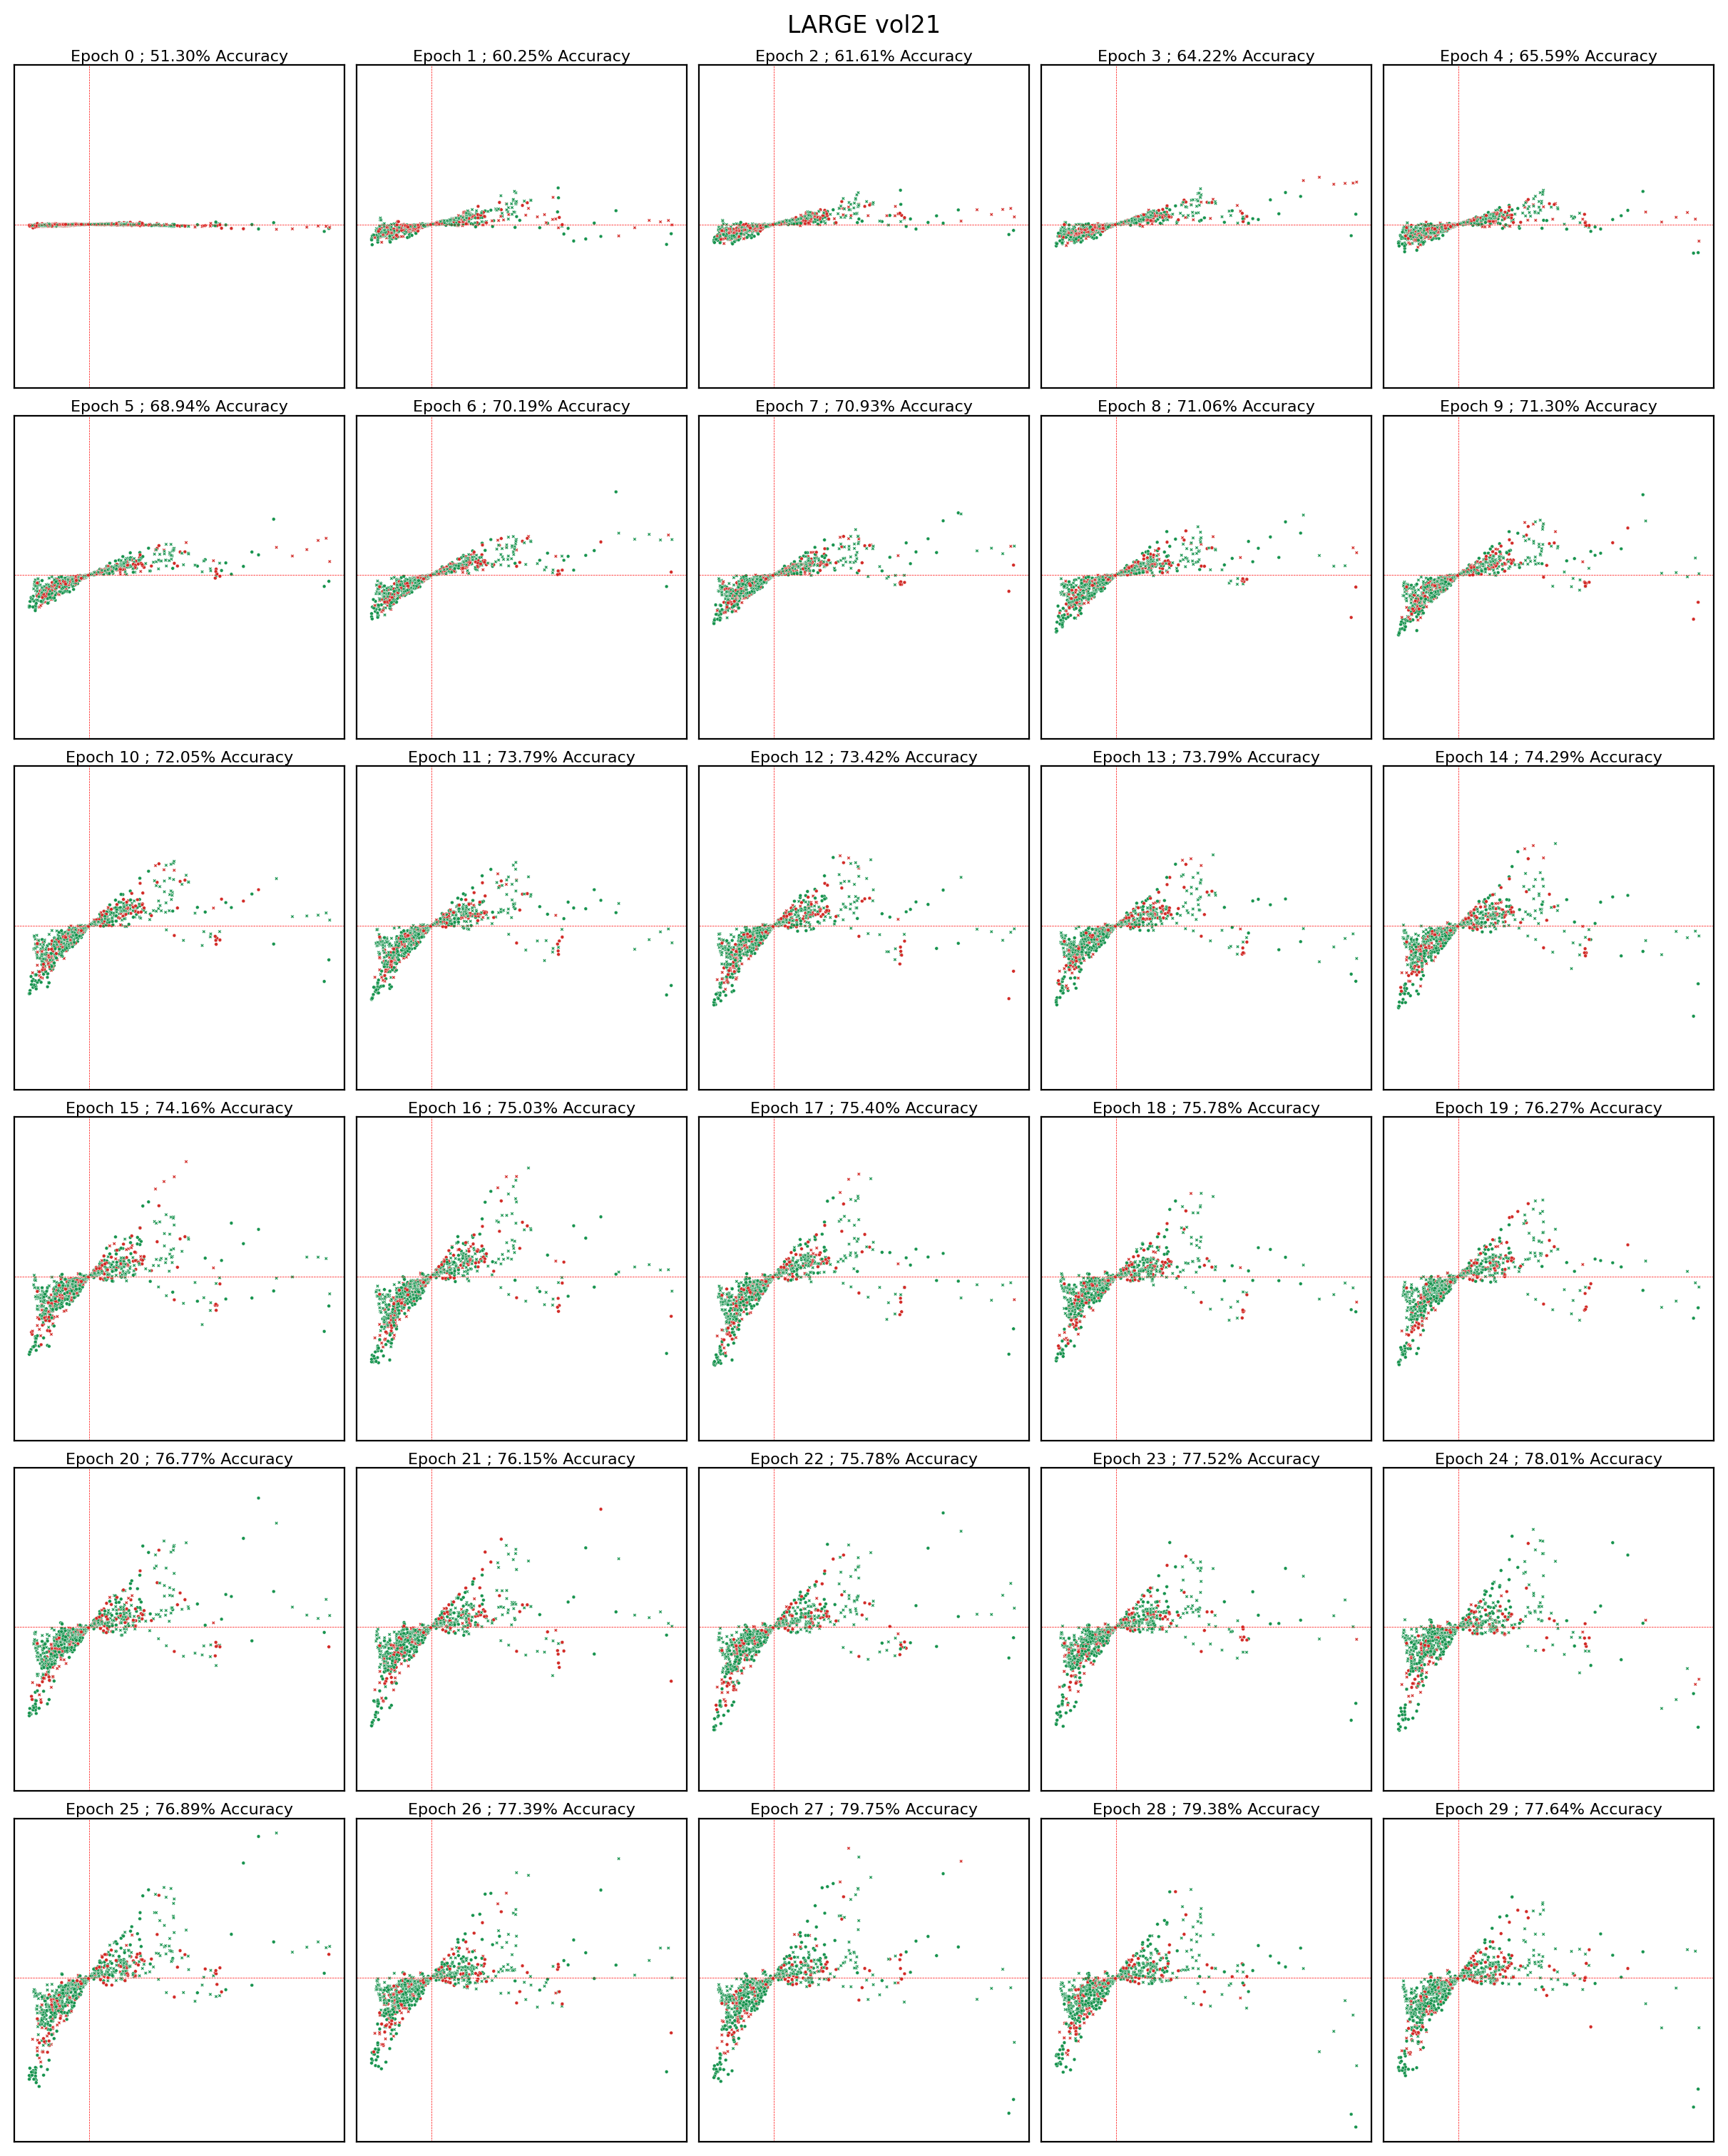 LARGE vol21
Epoch 0 ; 51.30% Accuracy
Epoch 1 ; 60.25% Accuracy
Epoch 2 ; 61.61% Accuracy
Epoch 3 ; 64.22% Accuracy
Epoch 4 ; 65.59% Accuracy
Epoch 5 ; 68.94% Accuracy
Epoch 6 ; 70.19% Accuracy
Epoch 7 ; 70.93% Accuracy
Epoch 8 ; 71.06% Accuracy
Epoch 9 ; 71.30% Accuracy
Epoch 10 ; 72.05% Accuracy
Epoch 11 ; 73.79% Accuracy
Epoch 12 ; 73.42% Accuracy
Epoch 13 ; 73.79% Accuracy
Epoch 14 ; 74.29% Accuracy
Epoch 15 ; 74.16% Accuracy
Epoch 16 ; 75.03% Accuracy
Epoch 17 ; 75.40% Accuracy
Epoch 18 ; 75.78% Accuracy
Epoch 19 ; 76.27% Accuracy
Epoch 20 ; 76.77% Accuracy
Epoch 21 ; 76.15% Accuracy
Epoch 22 ; 75.78% Accuracy
Epoch 23 ; 77.52% Accuracy
Epoch 24 ; 78.01% Accuracy
Epoch 25 ; 76.89% Accuracy
Epoch 26 ; 77.39% Accuracy
Epoch 27 ; 79.75% Accuracy
Epoch 28 ; 79.38% Accuracy
Epoch 29 ; 77.64% Accuracy